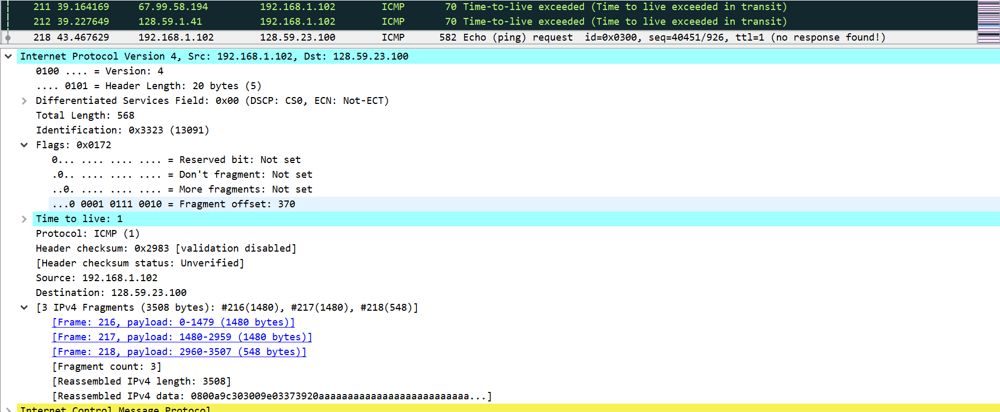 211 39.164169 67.99.58.194 192.168.1.102 ICMP 70 Time-to-live exceeded (Time to live exceeded in transit)
212 39.227649 128.59.1.41 192.168.1.102 ICMP 70 Time-to-live exceeded (Time to live exceeded in transit)
218 43.467629 192.168.1.102 128.59.23.100 ICMP 582 Echo (ping) request id=0x0300, seq=40451/926, ttl=1 (no response found!)
Internet Protocol Version 4, Src: 192.168.1.102, Dst: 128.59.23.100
0100 .... = Version: 4
.... 0101 = Header Length: 20 bytes (5)
Differentiated Services Field: 0x00 (DSCP: CS0, ECN: Not-ECT)
Total Length: 568
Identification: 0x3323 (13091)
Flags: 0x0172
0... .... .... .... = Reserved bit: Not set
.0.. .... .... .... = Don't fragment: Not set
..0. .... .... .... = More fragments: Not set
...0 0001 0111 0010 = Fragment offset: 370
Time to live: 1
Protocol: ICMP (1)
Header checksum: 0x2983 [validation disabled]
[Header checksum status: Unverified]
Source: 192.168.1.102
Destination: 128.59.23.100
[3 IPv4 Fragments (3508 bytes): #216(1480), #217(1480), #218(548)]
[Frame: 216, payload: 0-1479 (1480 bytes)]
[Frame: 217, payload: 1480-2959 (1480 bytes)]
[Frame: 218, payload: 2960-3507 (548 bytes)]
[Fragment count: 3]
[Reassembled IPv4 length: 3508]
[Reassembled IPv4 data: 0800a9c303009e03373920aaaaaaaaaaaaaaaaaaaaaaaaaa...]
Internet Control Message Protocol